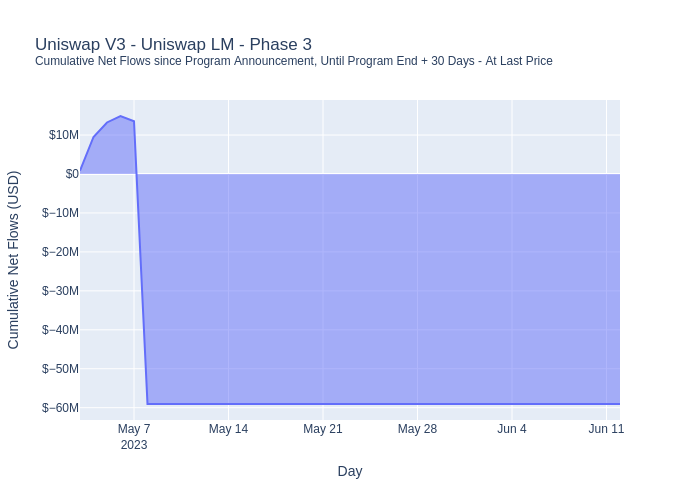 Uniswap V3 - Uniswap LM - Phase 3
Cumulative Net Flows since Program Announcement, Until Program End + 30 Days - At Last Price
Cumulative Net Flows (USD)
$10M
$0
$−10M
$−20M
$−30M
$−40M
$−50M
$−60M
May 7
2023
May 14
May 21
May 28
Jun 4
Jun 11
Day